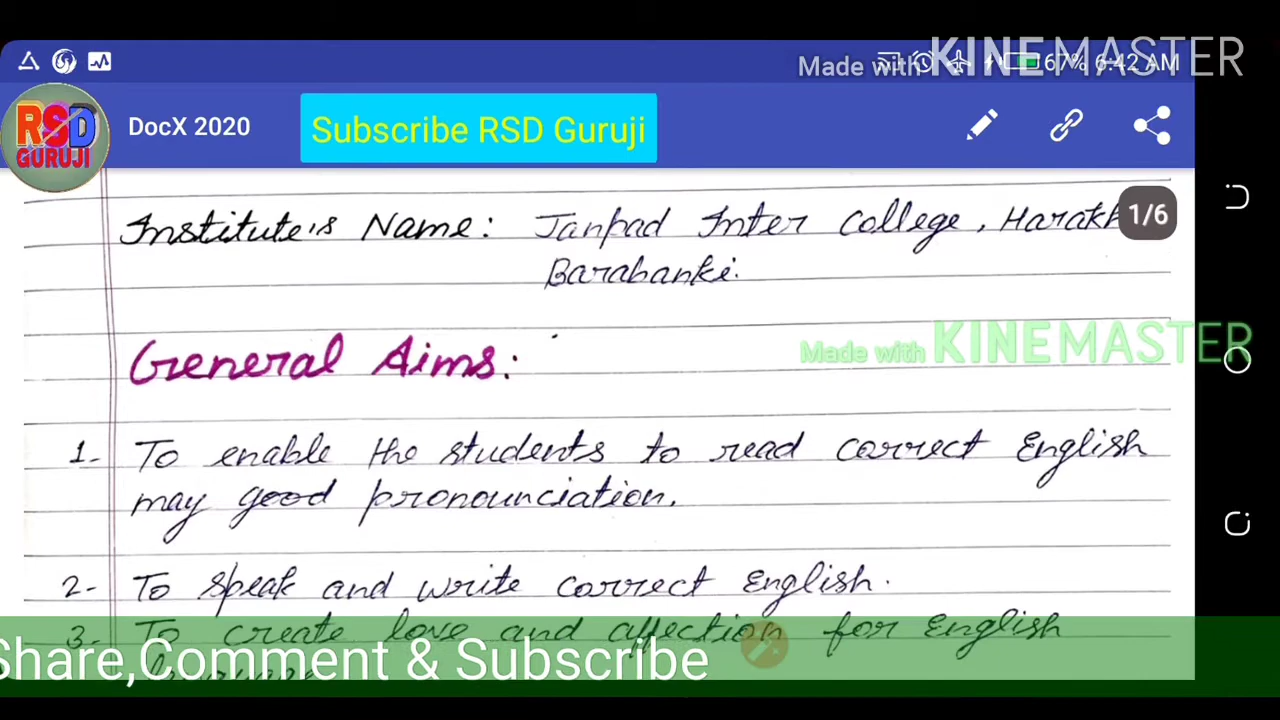 Made with KINEMASTER
67% 6:42 AM
RSD GURUJI
DocX 2020
Subscribe RSD Guruji
1/6
Institute's Name: Janpad Inter College, Harakh
Barabanki.
Made with KINEMASTER
General Aims:
1- To enable the students to read correct English
may good pronounciation.
2- To speak and write correct English.
3- To create love and affection for English
Share,Comment & Subscribe